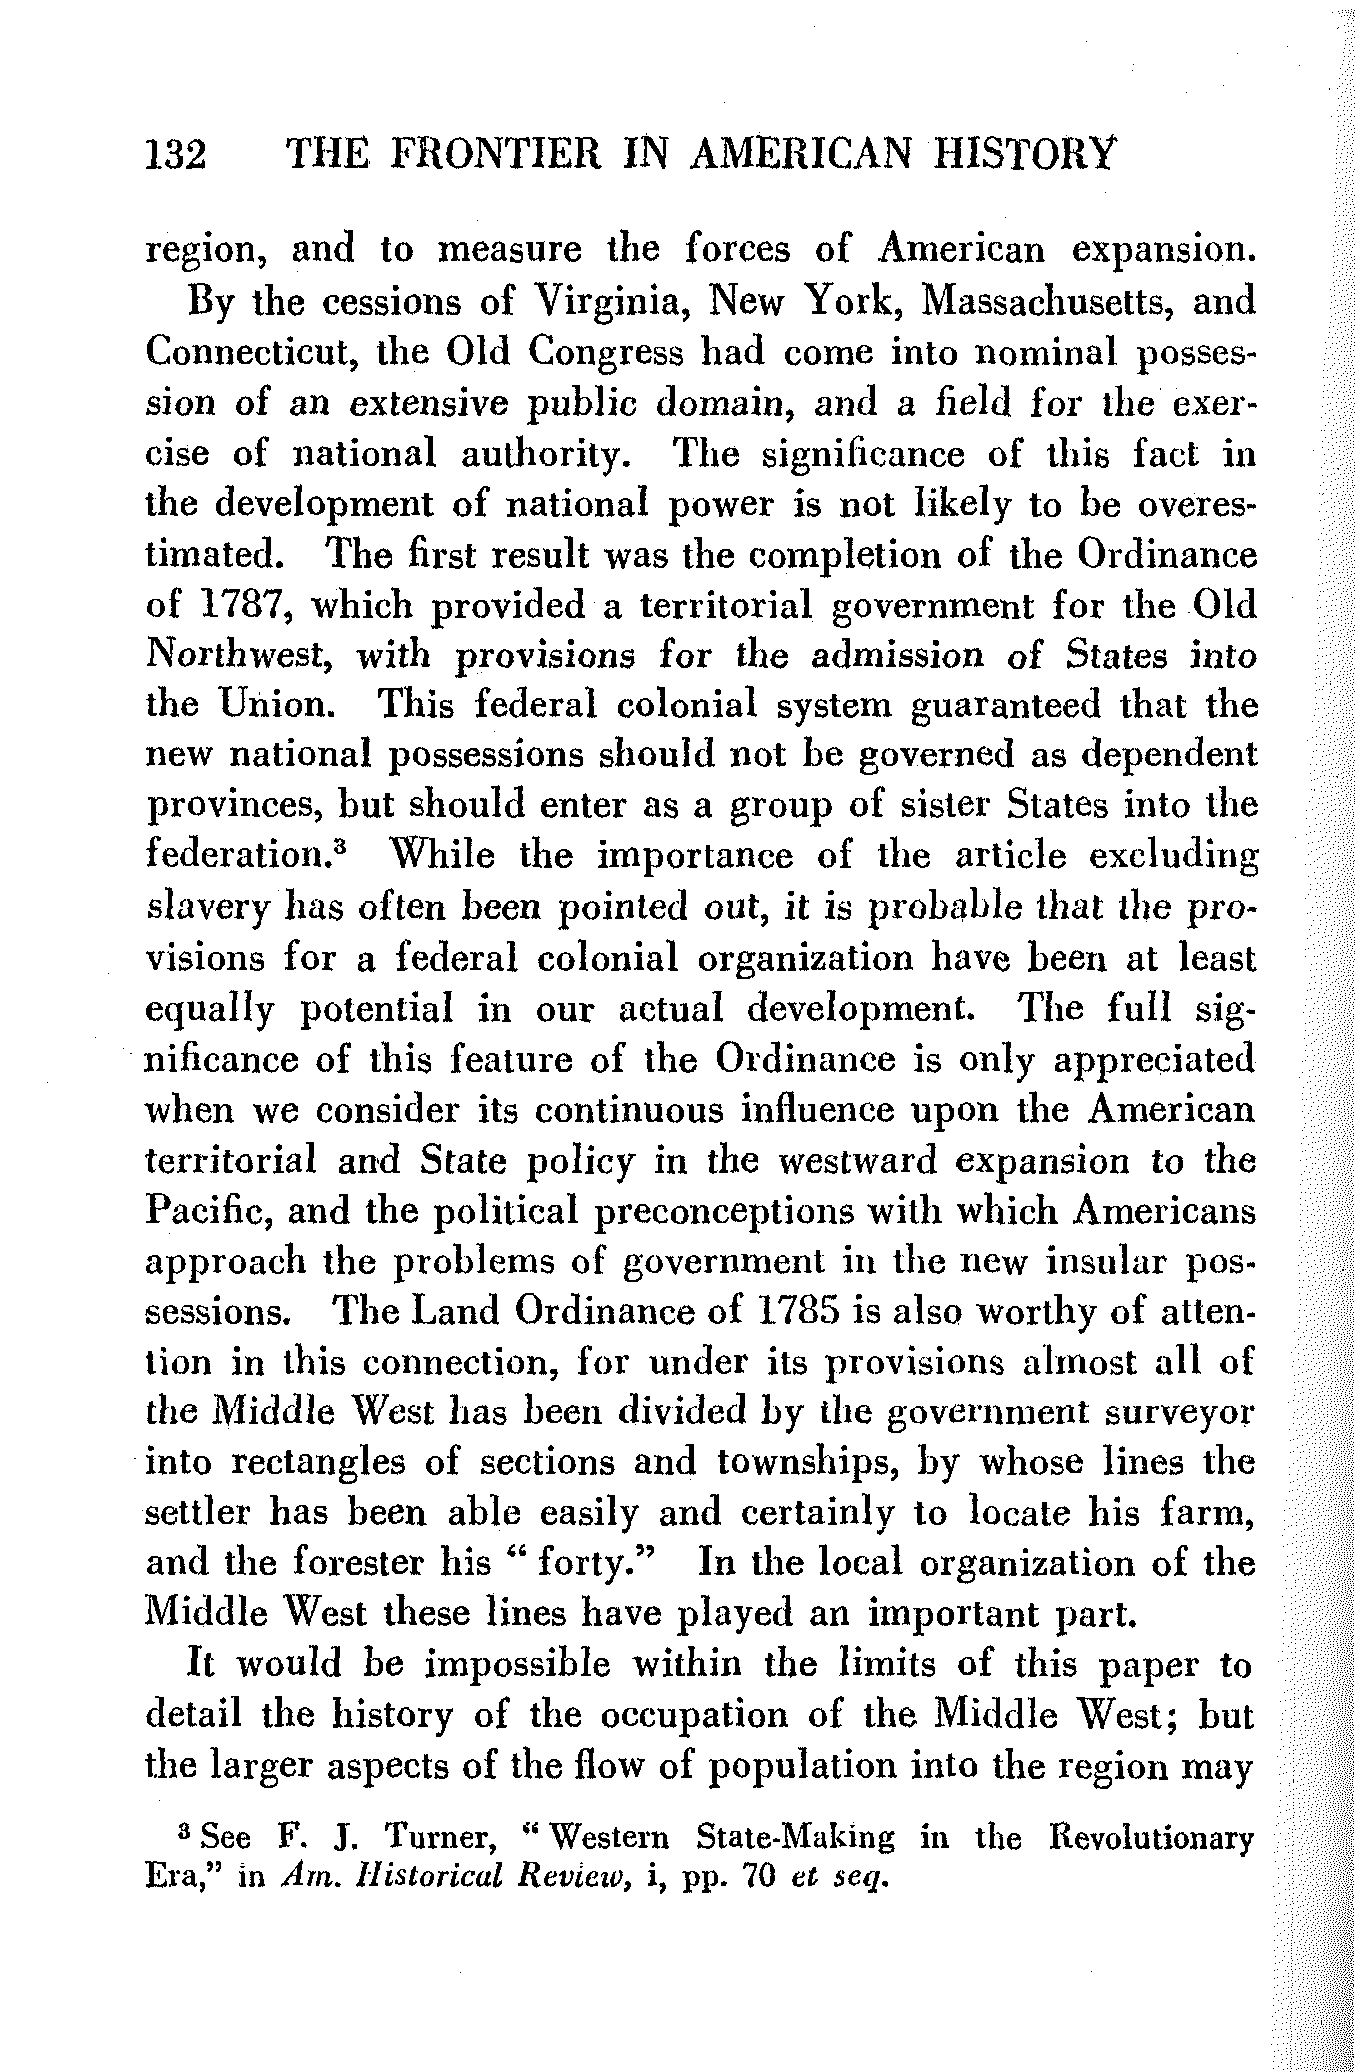 132 THE FRONTIER IN AMERICAN HISTORY
region, and to measure the forces of American expansion.
By the cessions of Virginia, New York, Massachusetts, and
Connecticut, the Old Congress had come into nominal posses-
sion of an extensive public domain, and a field for the exer-
cise of national authority. The significance of this fact in
the development of national power is not likely to be overes-
timated. The first result was the completion of the Ordinance
of 1787, which provided a territorial government for the Old
Northwest, with provisions for the admission of States into
the Union. This federal colonial system guaranteed that the
new national possessions should not be governed as dependent
provinces, but should enter as a group of sister States into the
federation.³ While the importance of the article excluding
slavery has often been pointed out, it is probable that the pro-
visions for a federal colonial organization have been at least
equally potential in our actual development. The full sig-
nificance of this feature of the Ordinance is only appreciated
when we consider its continuous influence upon the American
territorial and State policy in the westward expansion to the
Pacific, and the political preconceptions with which Americans
approach the problems of government in the new insular pos-
sessions. The Land Ordinance of 1785 is also worthy of atten-
tion in this connection, for under its provisions almost all of
the Middle West has been divided by the government surveyor
into rectangles of sections and townships, by whose lines the
settler has been able easily and certainly to locate his farm,
and the forester his “ forty.” In the local organization of the
Middle West these lines have played an important part.
It would be impossible within the limits of this paper to
detail the history of the occupation of the Middle West; but
the larger aspects of the flow of population into the region may
³ See F. J. Turner, “ Western State-Making in the Revolutionary
Era,” in Am. Historical Review, i, pp. 70 et seq.